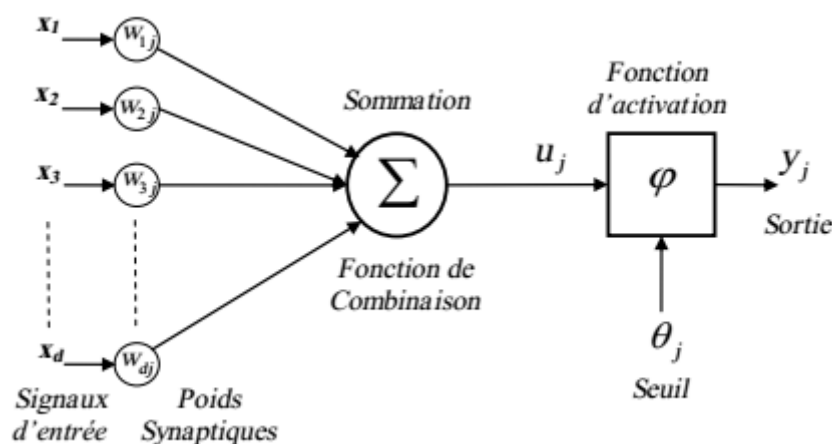 x1
w1j
x2
w2j
x3
w3j
xd
wdj
Signaux
d'entrée
Poids
Synaptiques
Sommation
Σ
Fonction de
Combinaison
uj
Fonction
d'activation
φ
θj
Seuil
yj
Sortie